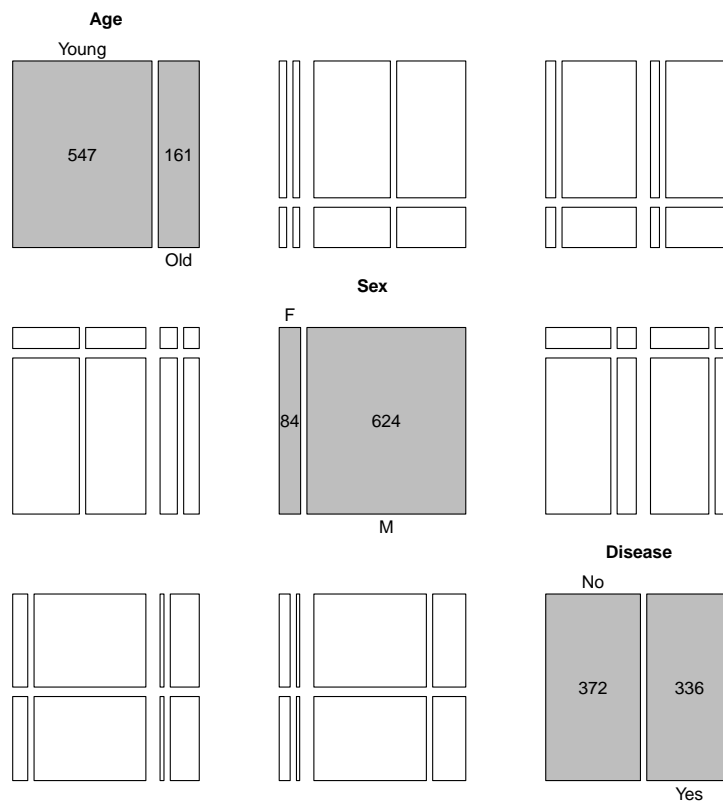 Age
Young
547 161
Old
Sex
F
84 624
M
Disease
No
372 336
Yes